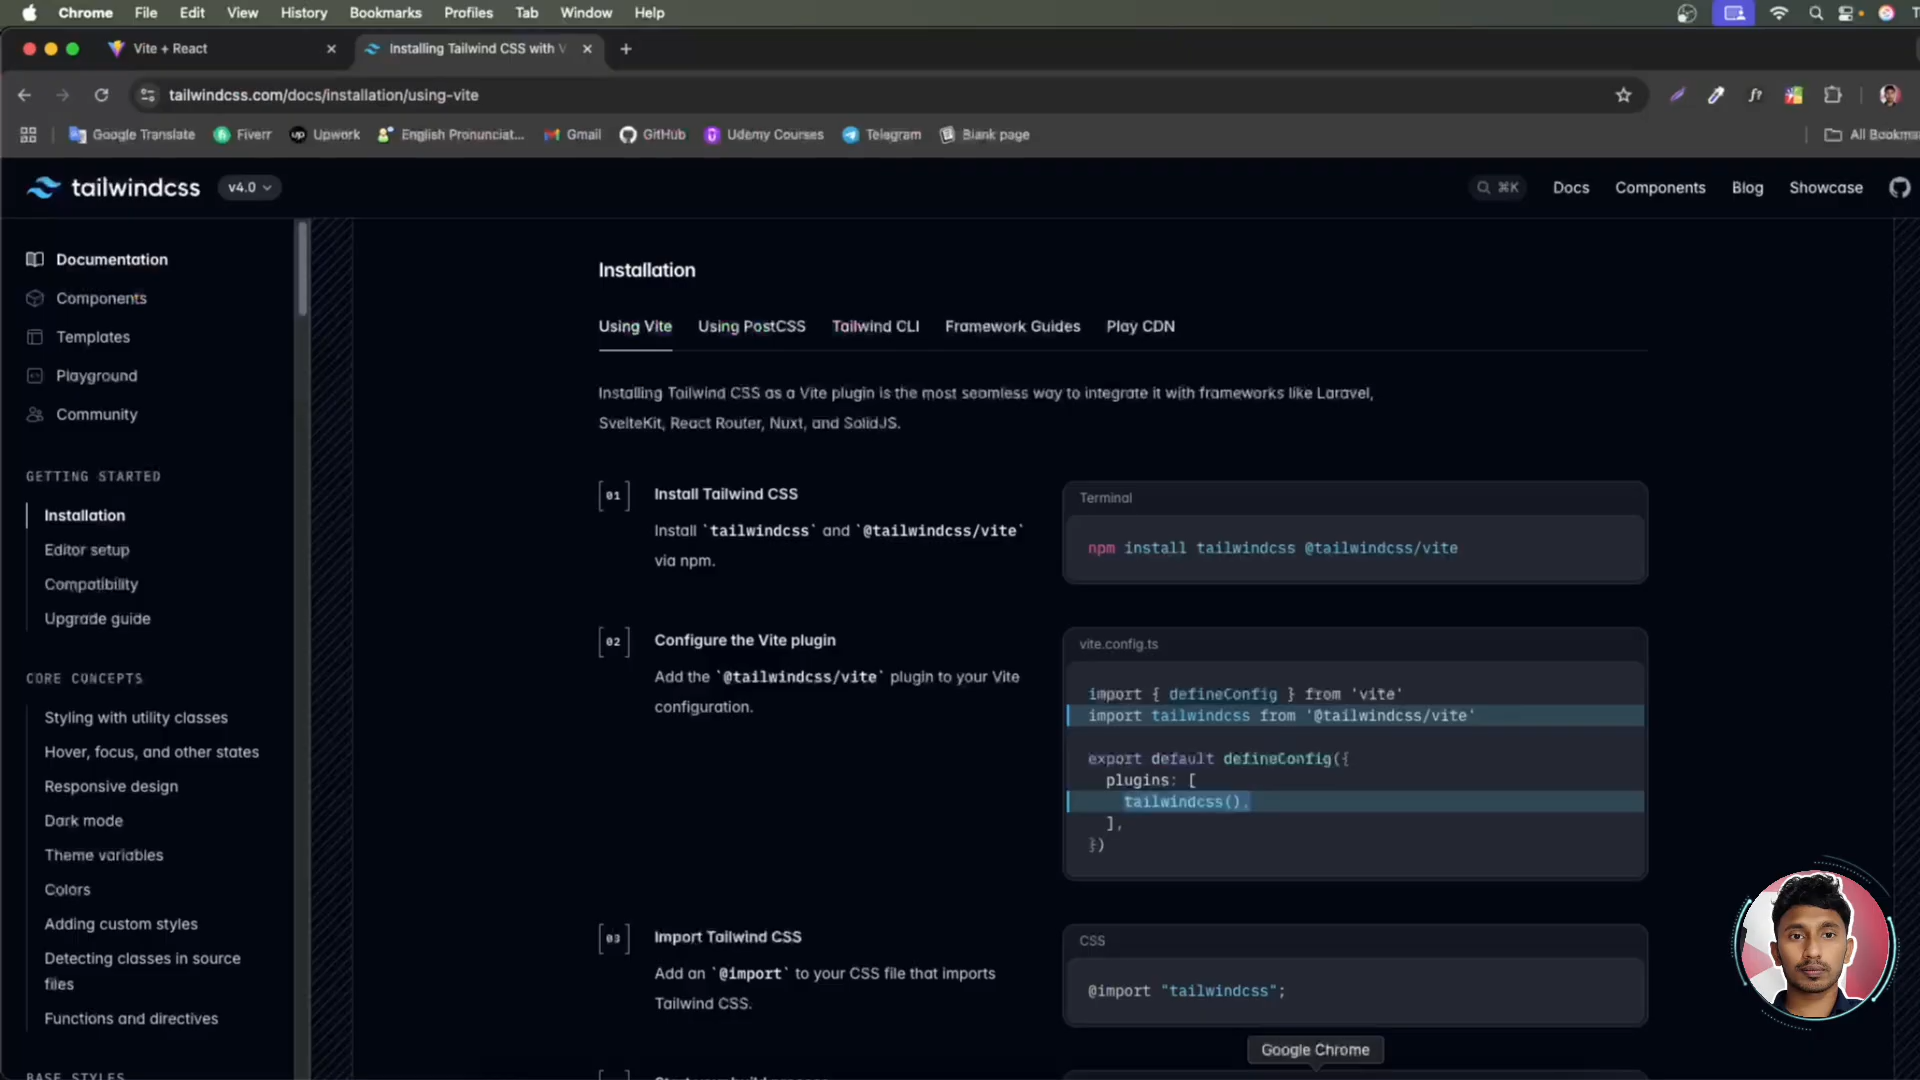 Chrome File Edit View History Bookmarks Profiles Tab Window Help
Vite + React
Installing Tailwind CSS with V
tailwindcss.com/docs/installation/using-vite
Google Translate Fiverr Upwork English Pronunciat... Gmail GitHub Udemy Courses Telegram Blank page
All Bookma
tailwindcss v4.0
⌘K Docs Components Blog Showcase
Documentation
Components
Templates
Playground
Community
GETTING STARTED
Installation
Editor setup
Compatibility
Upgrade guide
CORE CONCEPTS
Styling with utility classes
Hover, focus, and other states
Responsive design
Dark mode
Theme variables
Colors
Adding custom styles
Detecting classes in source
files
Functions and directives
BASE STYLES
Installation
Using Vite Using PostCSS Tailwind CLI Framework Guides Play CDN
Installing Tailwind CSS as a Vite plugin is the most seamless way to integrate it with frameworks like Laravel,
SvelteKit, React Router, Nuxt, and SolidJS.
01 Install Tailwind CSS
Install `tailwindcss` and `@tailwindcss/vite`
via npm.
Terminal
npm install tailwindcss @tailwindcss/vite
02 Configure the Vite plugin
Add the `@tailwindcss/vite` plugin to your Vite
configuration.
vite.config.ts
import { defineConfig } from 'vite'
import tailwindcss from '@tailwindcss/vite'
export default defineConfig({
plugins: [
tailwindcss(),
],
})
03 Import Tailwind CSS
Add an `@import` to your CSS file that imports
Tailwind CSS.
CSS
@import "tailwindcss";
Google Chrome